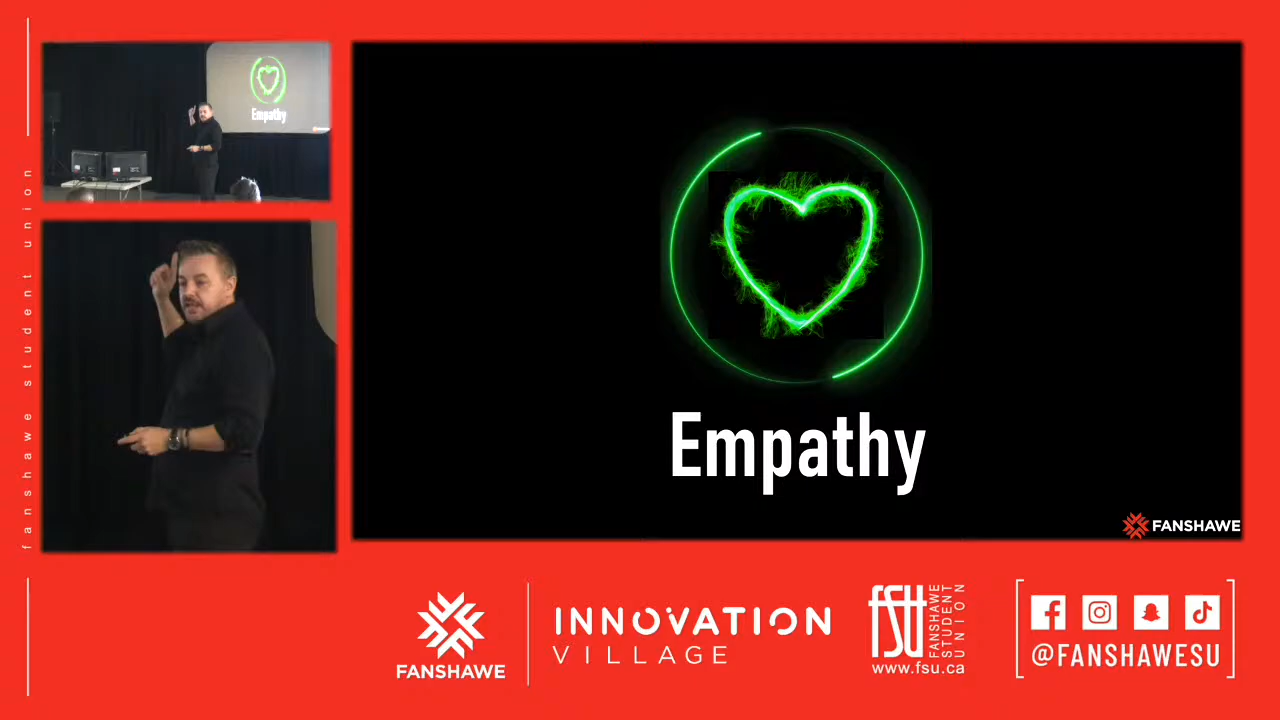 fanshawe student union
Empathy
Empathy
FANSHAWE
FANSHAWE
INNOVATION
VILLAGE
fsu
FANSHAWE
STUDENT
UNION
www.fsu.ca
@FANSHAWESU